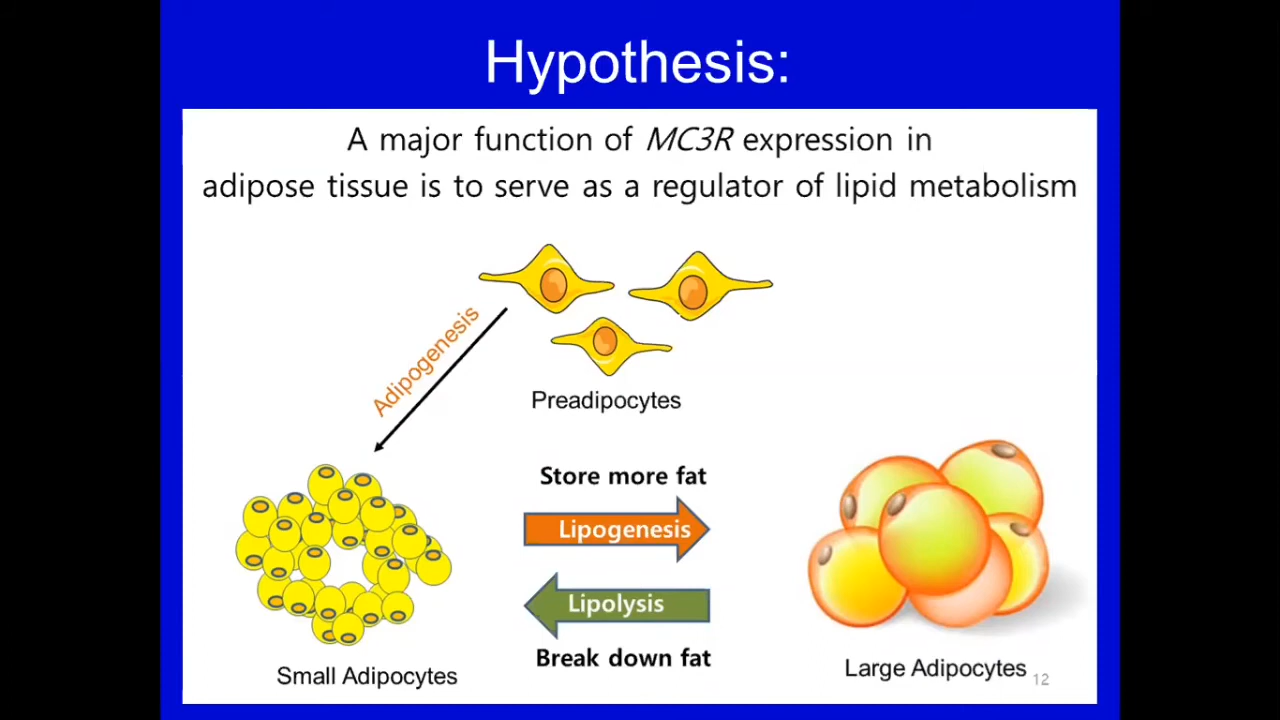 Hypothesis:
A major function of MC3R expression in
adipose tissue is to serve as a regulator of lipid metabolism
Adipogenesis
Preadipocytes
Store more fat
Lipogenesis
Lipolysis
Break down fat
Small Adipocytes
Large Adipocytes
12